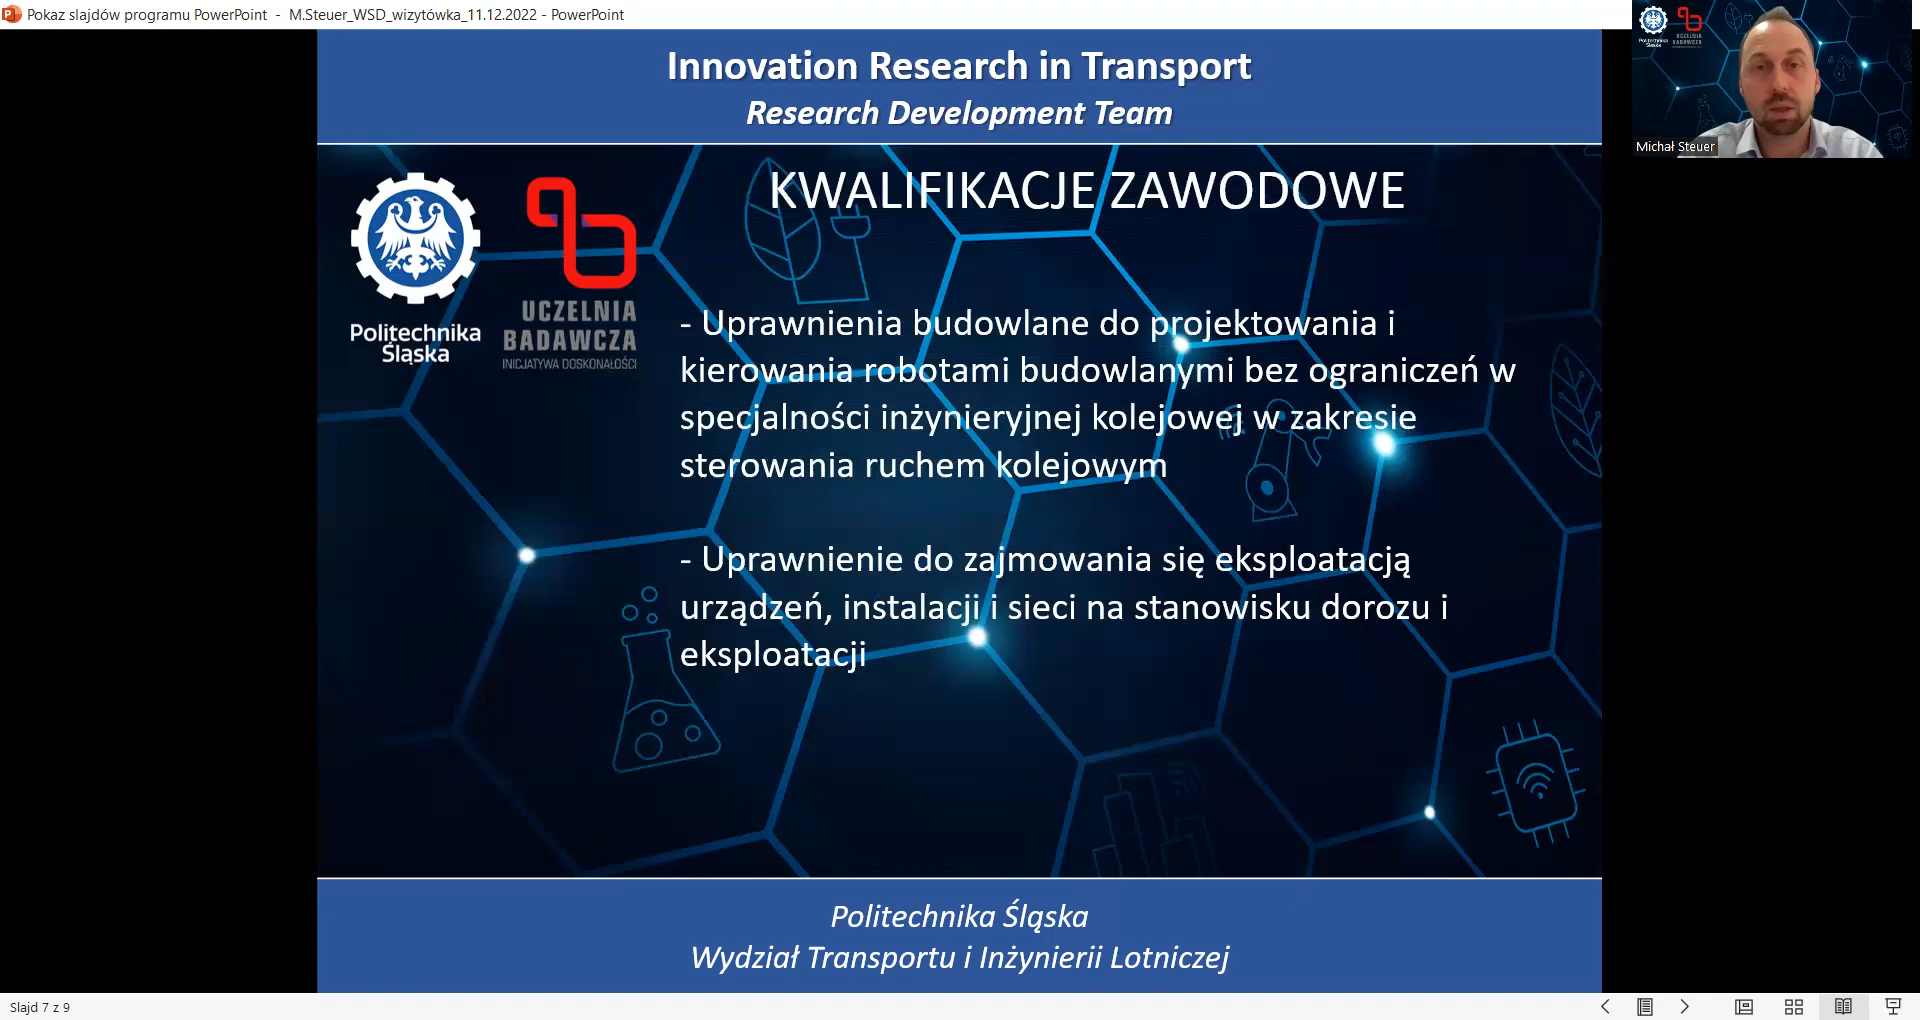 Pokaz slajdów programu PowerPoint - M.Steuer_WSD_wizytówka_11.12.2022 - PowerPoint
Innovation Research in Transport
Research Development Team
Michał Steuer
Politechnika
Śląska
UCZELNIA
BADAWCZA
INICJATYWA DOSKONAŁOŚCI
KWALIFIKACJE ZAWODOWE
- Uprawnienia budowlane do projektowania i
kierowania robotami budowlanymi bez ograniczeń w
specjalności inżynieryjnej kolejowej w zakresie
sterowania ruchem kolejowym
- Uprawnienie do zajmowania się eksploatacją
urządzeń, instalacji i sieci na stanowisku dorozu i
eksploatacji
Politechnika Śląska
Wydział Transportu i Inżynierii Lotniczej
Slajd 7 z 9